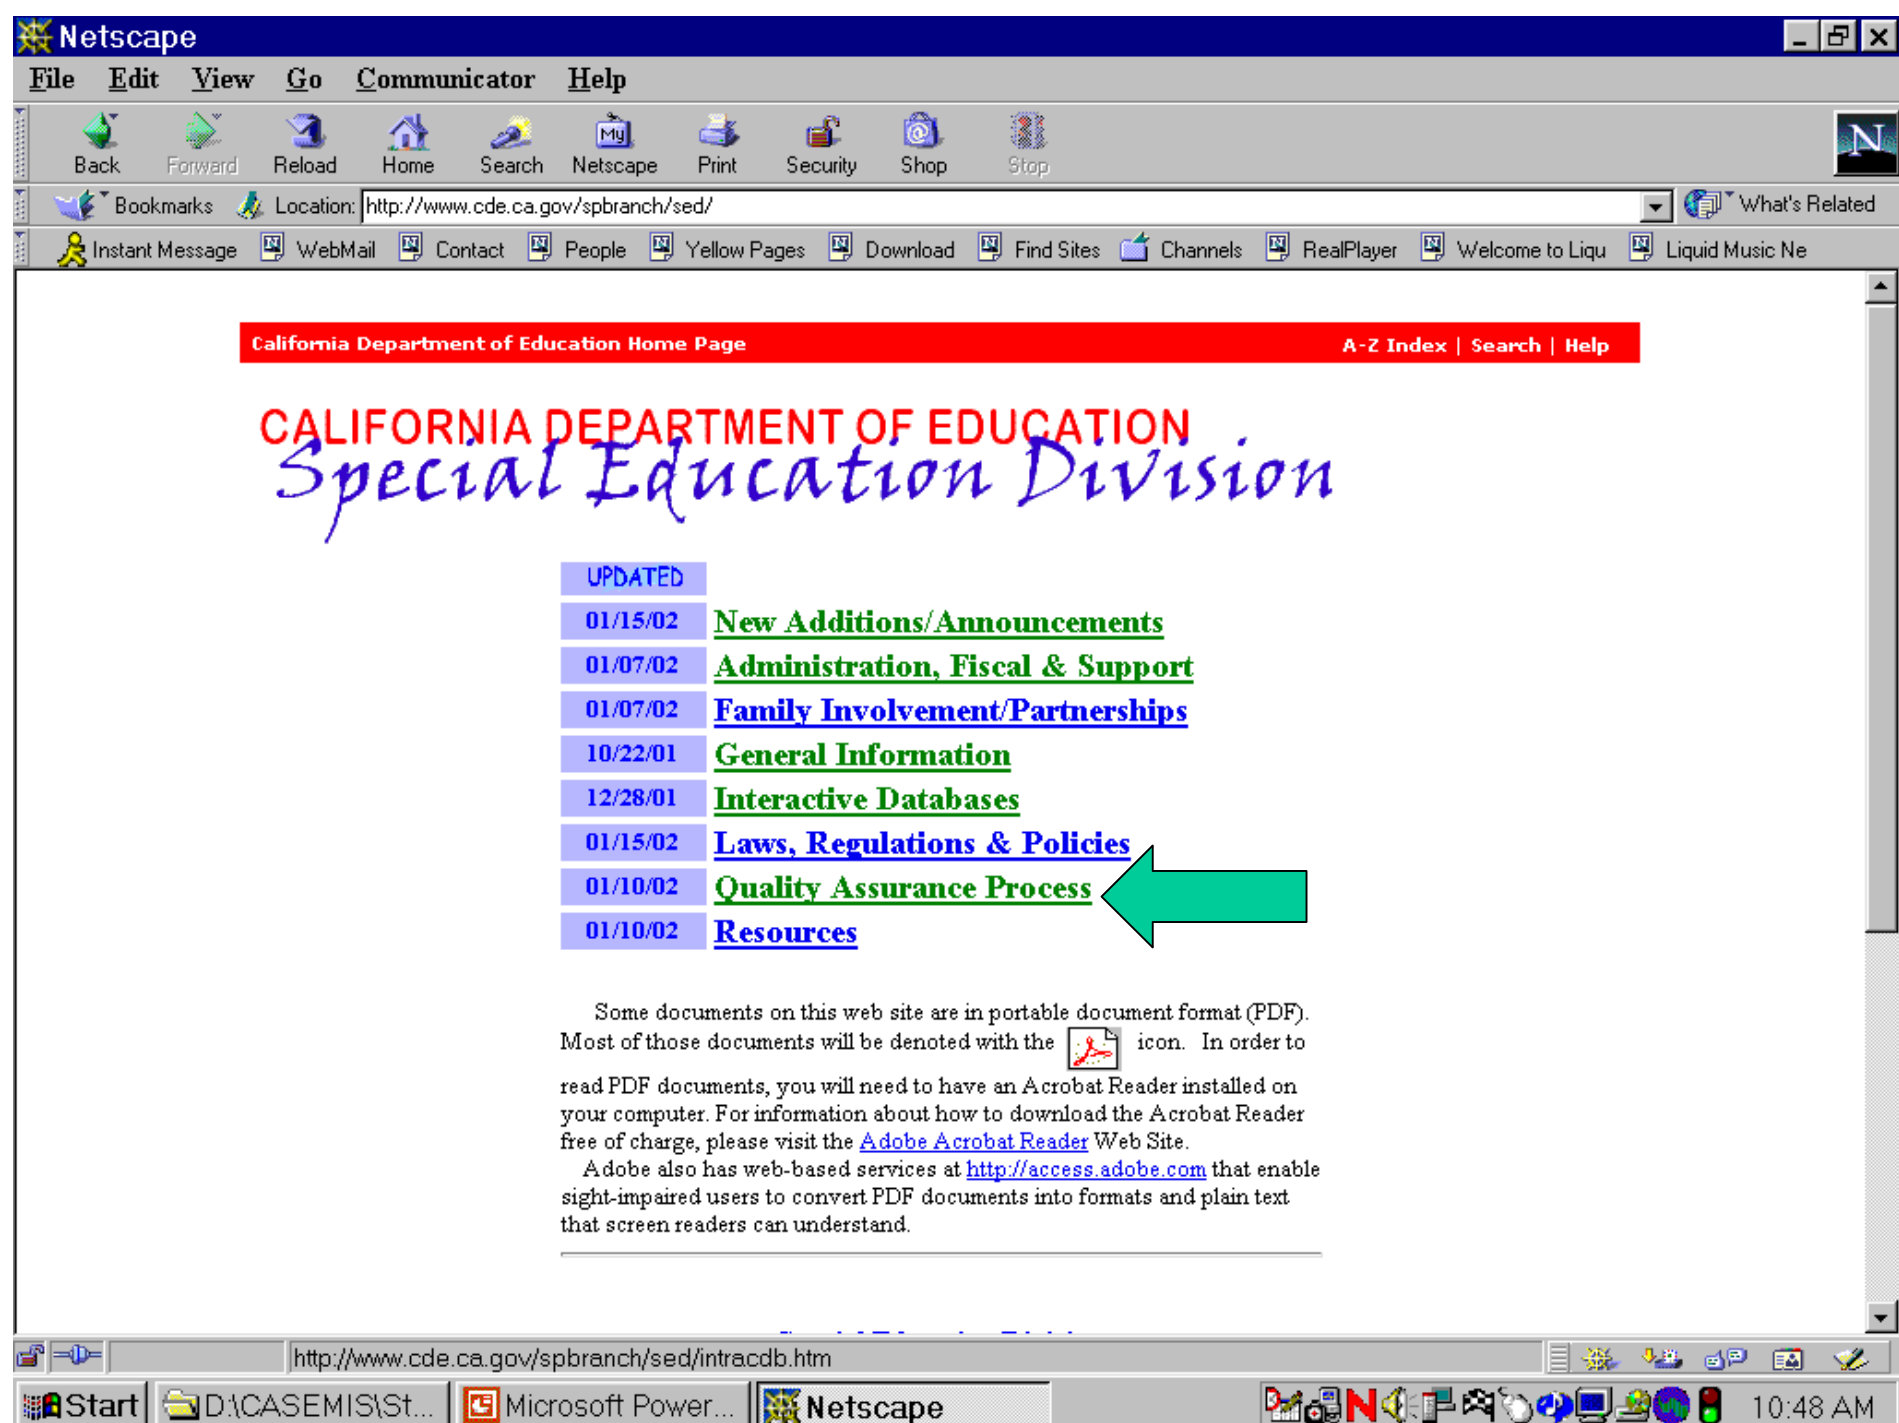 Netscape
File Edit View Go Communicator Help
My
Back Forward Reload Home Search Netscape Print Security Shop Stop
N
Bookmarks Location: http://www.cde.ca.gov/spbranch/sed/ What's Related
Instant Message WebMail Contact People Yellow Pages Download Find Sites Channels RealPlayer Welcome to Liqu Liquid Music Ne
California Department of Education Home Page A-Z Index | Search | Help
CALIFORNIA DEPARTMENT OF EDUCATION
Special Education Division
UPDATED
01/15/02 New Additions/Announcements
01/07/02 Administration, Fiscal & Support
01/07/02 Family Involvement/Partnerships
10/22/01 General Information
12/28/01 Interactive Databases
01/15/02 Laws, Regulations & Policies
01/10/02 Quality Assurance Process
01/10/02 Resources
Some documents on this web site are in portable document format (PDF).
Most of those documents will be denoted with the icon. In order to
read PDF documents, you will need to have an Acrobat Reader installed on
your computer. For information about how to download the Acrobat Reader
free of charge, please visit the Adobe Acrobat Reader Web Site.
Adobe also has web-based services at http://access.adobe.com that enable
sight-impaired users to convert PDF documents into formats and plain text
that screen readers can understand.
http://www.cde.ca.gov/spbranch/sed/intracdb.htm
Start D:\CASEMIS\St... Microsoft Power... Netscape 10:48 AM